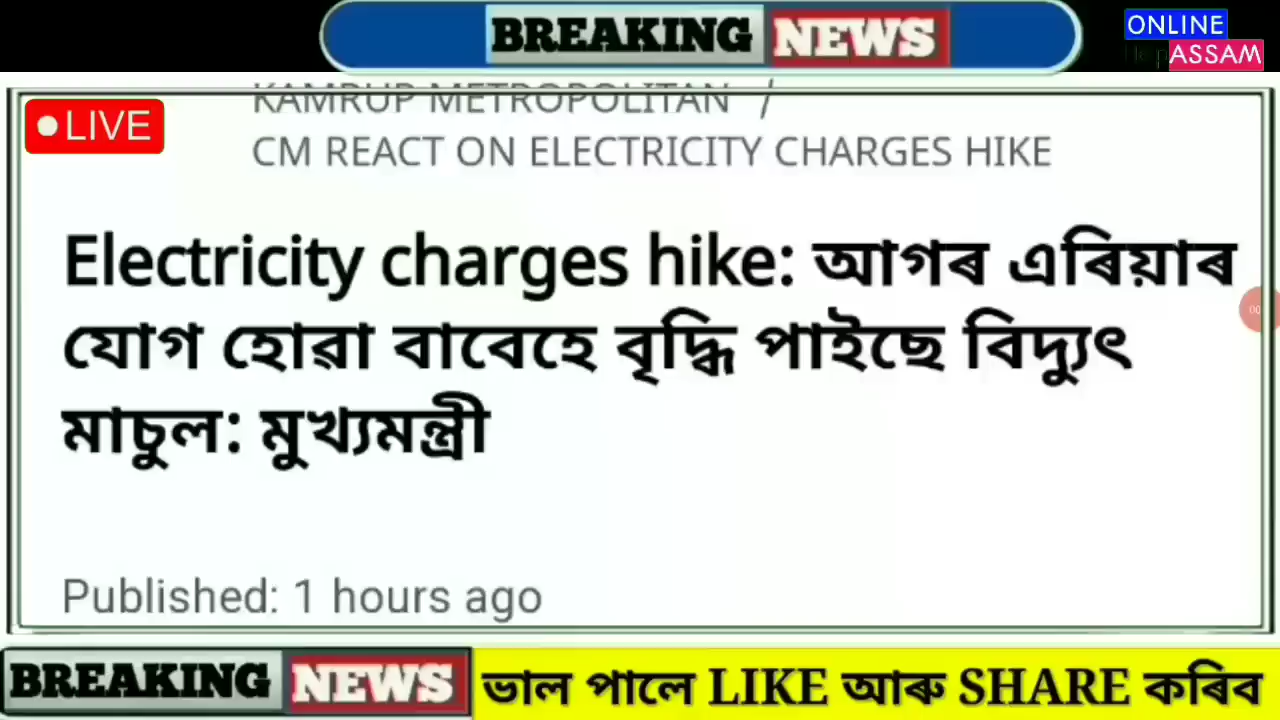 BREAKING NEWS
ONLINE
ASSAM
LIVE
KAMRUP METROPOLITAN /
CM REACT ON ELECTRICITY CHARGES HIKE
Electricity charges hike: আগৰ এৰিয়াৰ
যোগ হোৱা বাবেহে বৃদ্ধি পাইছে বিদ্যুৎ
মাচুল: মুখ্যমন্ত্ৰী
Published: 1 hours ago
BREAKING NEWS ভাল পালে LIKE আৰু SHARE কৰিব